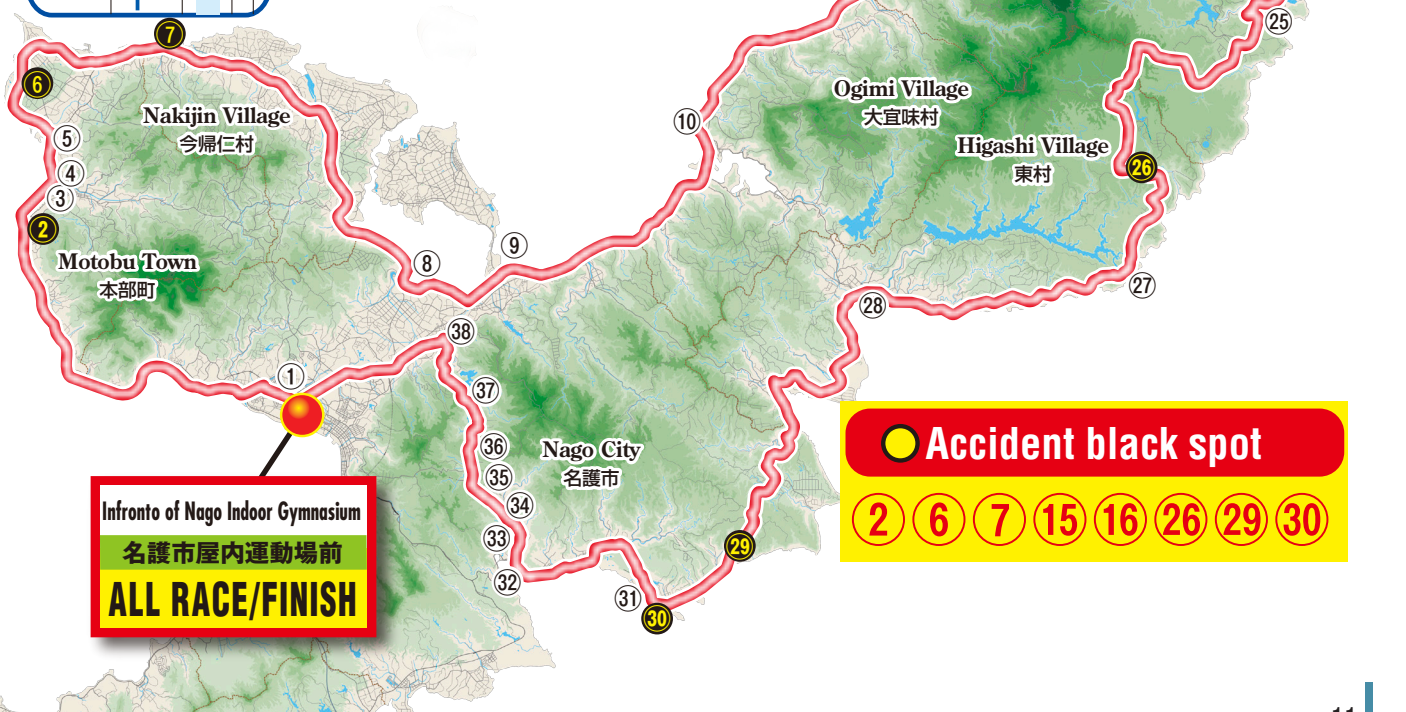 ⑦
㉕
⑥
Nakijin Village
今帰仁村
Ogimi Village
大宜味村
⑩
⑤
④
③
Higashi Village
東村
㉖
②
Motobu Town
本部町
⑧
⑨
㉗
㉘
㊳
①
㊲
㊱
㉟
㉞
Nago City
名護市
Accident black spot
② ⑥ ⑦ ⑮ ⑯ ㉖ ㉙ ㉚
Infronto of Nago Indoor Gymnasium
名護市屋内運動場前
ALL RACE/FINISH
㉝
㉙
㉜
㉛
㉚